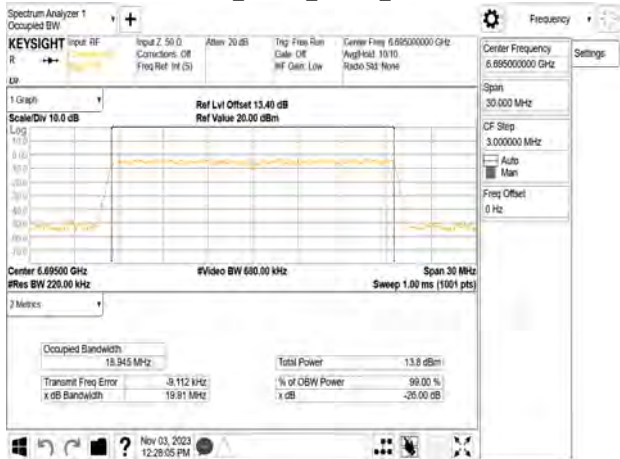 Spectrum Analyzer 1
Occupied BW
Frequency
KEYSIGHT Input: RF
R
Input Z: 50 Ω
Corrections: Off
Freq Ref: Int (S)
Atten: 20 dB
Trig: Free Run
Gate: Off
#IF Gain: Low
Center Freq: 6.695000000 GHz
Avg|Hold: 10/10
Radio Std: None
Center Frequency
6.695000000 GHz
Settings
Span
30.000 MHz
CF Step
3.000000 MHz
Auto
Man
Freq Offset
0 Hz
1 Graph
Scale/Div 10.0 dB
Ref Lvl Offset 13.40 dB
Ref Value 20.00 dBm
Log
Center 6.69500 GHz
#Res BW 220.00 kHz
#Video BW 680.00 kHz
Span 30 MHz
Sweep 1.00 ms (1001 pts)
2 Metrics
Occupied Bandwidth
18.945 MHz
Total Power 13.8 dBm
Transmit Freq Error -9.112 kHz
% of OBW Power 99.00 %
x dB Bandwidth 19.91 MHz
x dB -26.00 dB
Nov 03, 2023
12:28:05 PM